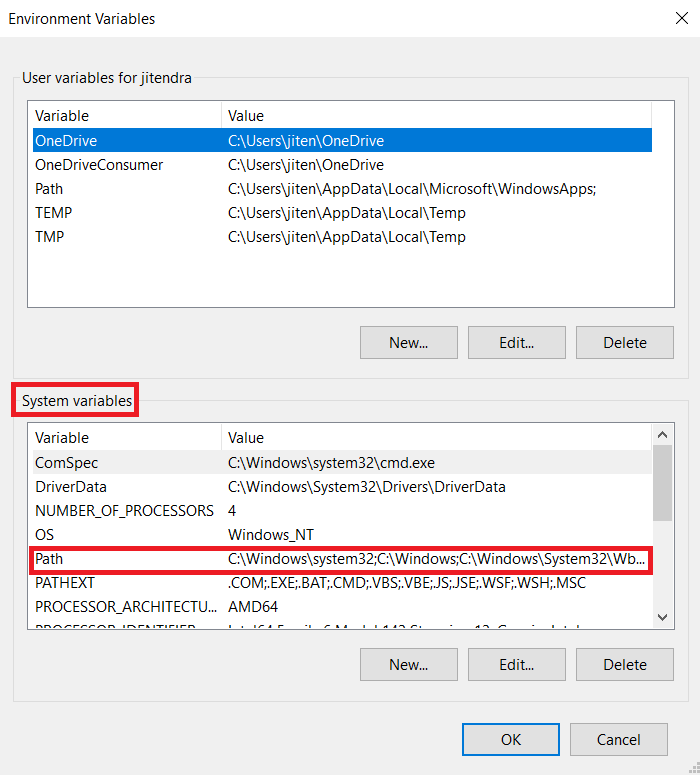 Environment Variables
User variables for jitendra
Variable Value
OneDrive C:\Users\jiten\OneDrive
OneDriveConsumer C:\Users\jiten\OneDrive
Path C:\Users\jiten\AppData\Local\Microsoft\WindowsApps;
TEMP C:\Users\jiten\AppData\Local\Temp
TMP C:\Users\jiten\AppData\Local\Temp
New... Edit... Delete
System variables
Variable Value
ComSpec C:\Windows\system32\cmd.exe
DriverData C:\Windows\System32\Drivers\DriverData
NUMBER_OF_PROCESSORS 4
OS Windows_NT
Path C:\Windows\system32;C:\Windows;C:\Windows\System32\Wb...
PATHEXT .COM;.EXE;.BAT;.CMD;.VBS;.VBE;.JS;.JSE;.WSF;.WSH;.MSC
PROCESSOR_ARCHITECTU... AMD64
New... Edit... Delete
OK Cancel